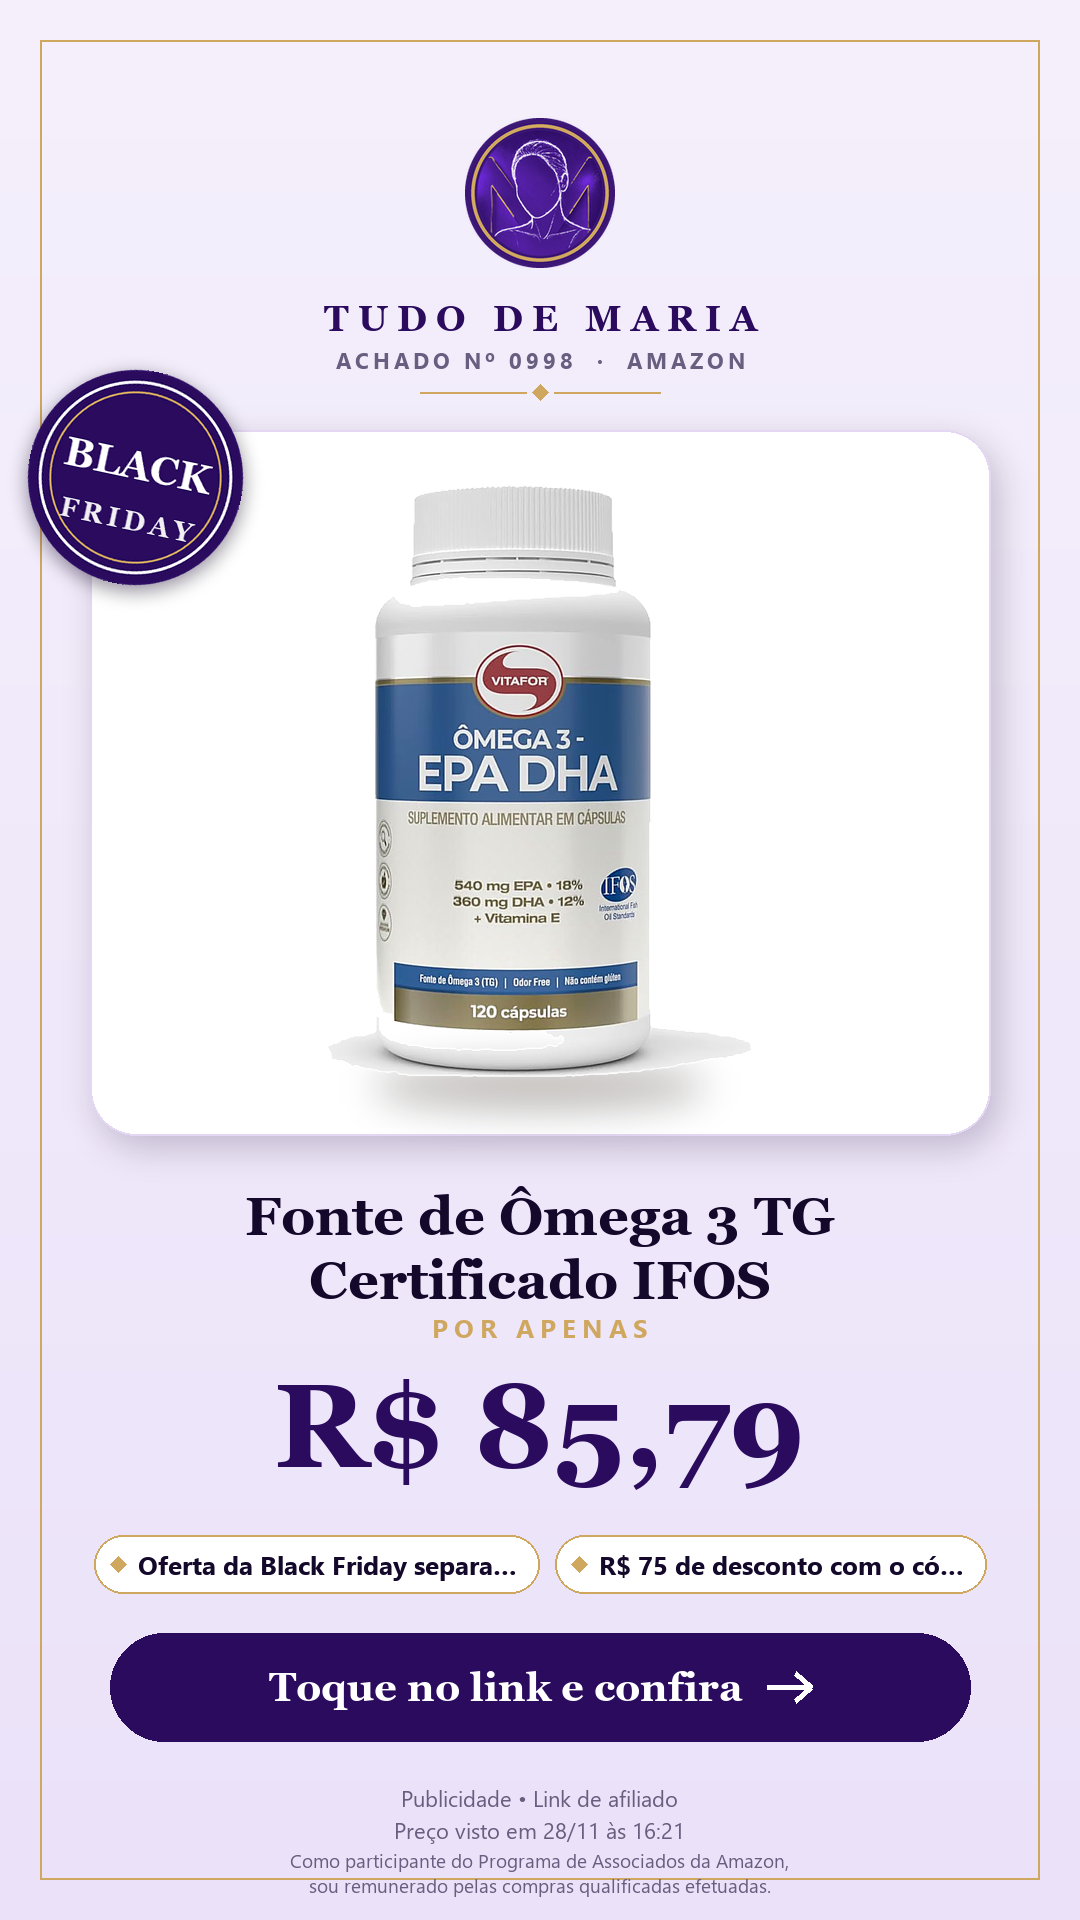 TUDO DE MARIA
ACHADO Nº 0998 · AMAZON
BLACK
FRIDAY
VITAFOR
ÔMEGA 3 -
EPA DHA
SUPLEMENTO ALIMENTAR EM CÁPSULAS
540 mg EPA • 18%
360 mg DHA • 12%
+ Vitamina E
IFOS
International Fish
Oil Standards
Fonte de Ômega 3 (TG) | Odor Free | Não contém glúten
120 cápsulas
Fonte de Ômega 3 TG
Certificado IFOS
POR APENAS
R$ 85,79
Oferta da Black Friday separa...
R$ 75 de desconto com o có...
Toque no link e confira →
Publicidade • Link de afiliado
Preço visto em 28/11 às 16:21
Como participante do Programa de Associados da Amazon,
sou remunerado pelas compras qualificadas efetuadas.